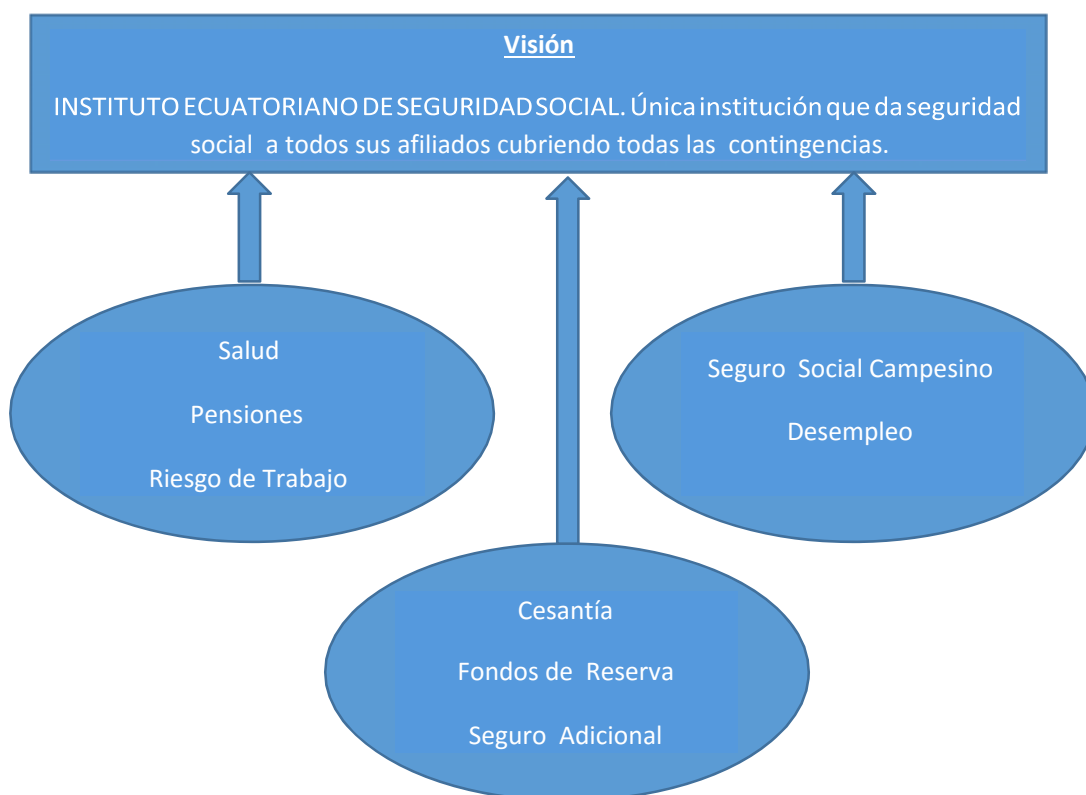 Visión
INSTITUTO ECUATORIANO DE SEGURIDAD SOCIAL. Única institución que da seguridad
social a todos sus afiliados cubriendo todas las contingencias.
Salud
Pensiones
Riesgo de Trabajo
Seguro Social Campesino
Desempleo
Cesantía
Fondos de Reserva
Seguro Adicional